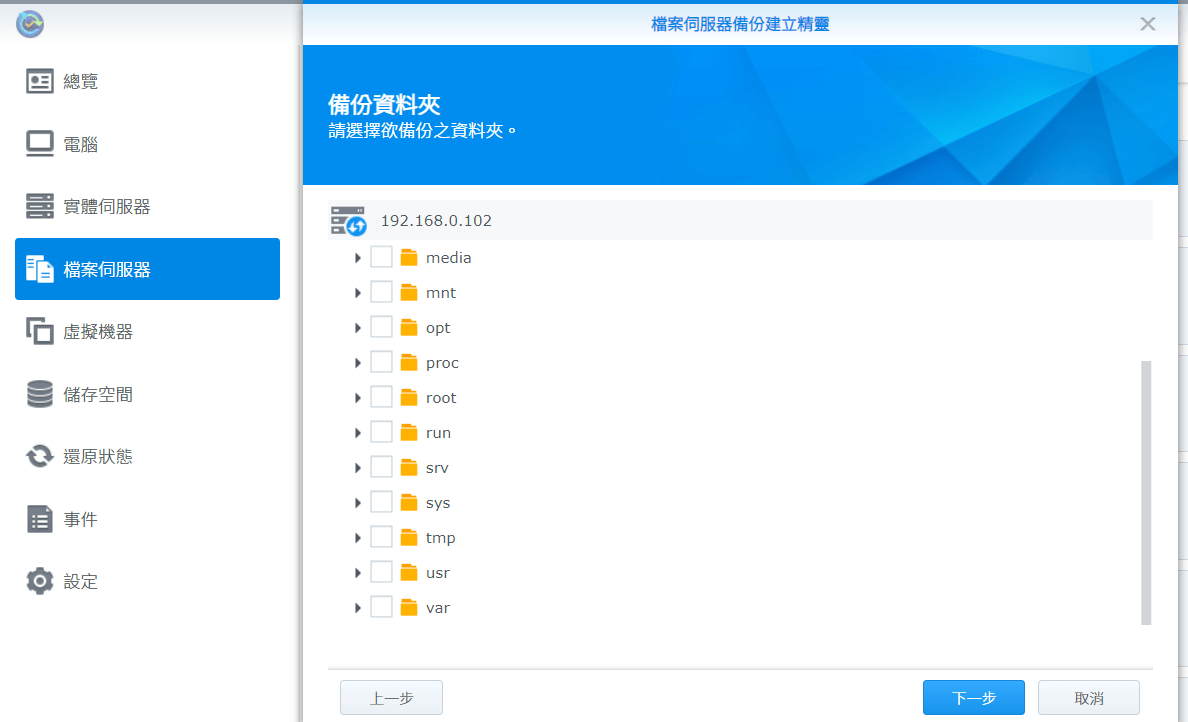 檔案伺服器備份建立精靈
總覽
電腦
實體伺服器
檔案伺服器
虛擬機器
儲存空間
還原狀態
事件
設定
備份資料夾
請選擇欲備份之資料夾。
192.168.0.102
media
mnt
opt
proc
root
run
srv
sys
tmp
usr
var
上一步
下一步
取消